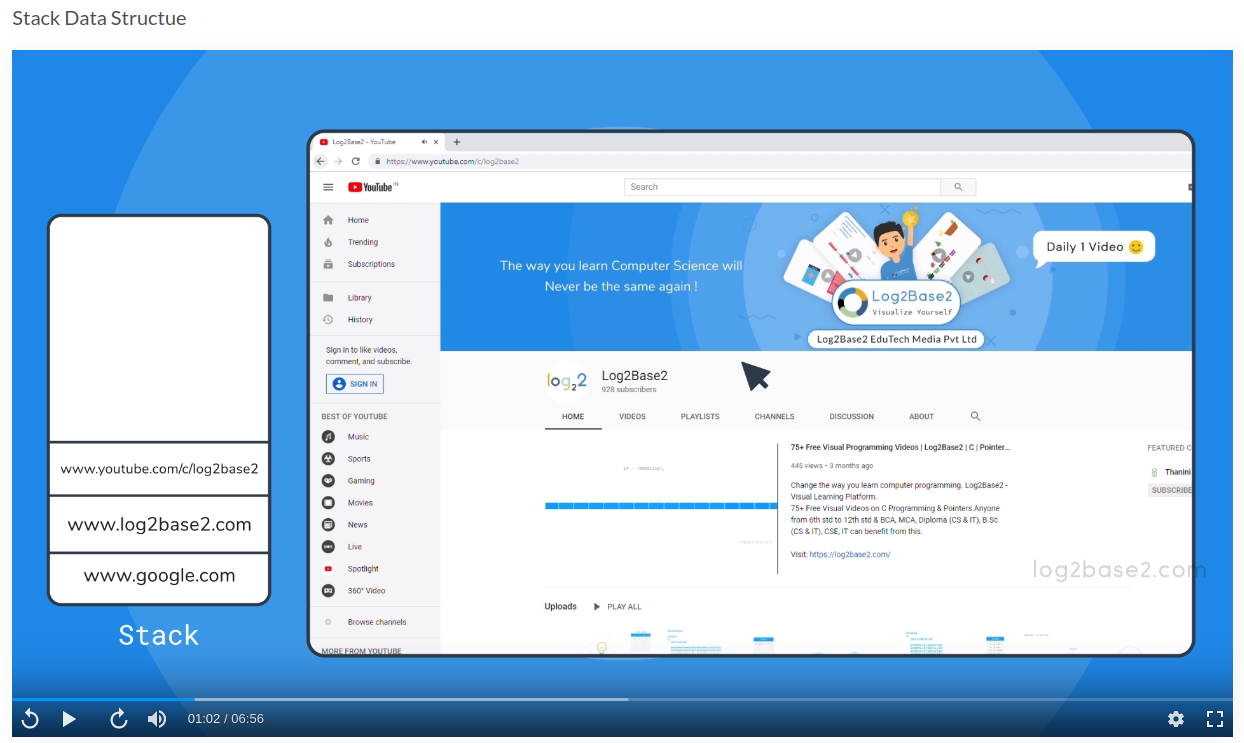 Stack Data Structue
Log2Base2 - YouTube
https://www.youtube.com/c/log2base2
YouTube IN
Search
Home
Trending
Subscriptions
Library
History
Sign in to like videos,
comment, and subscribe.
SIGN IN
BEST OF YOUTUBE
Music
Sports
Gaming
Movies
News
Live
Spotlight
360° Video
Browse channels
MORE FROM YOUTUBE
The way you learn Computer Science will
Never be the same again !
Log2Base2
Visualize Yourself
Log2Base2 EduTech Media Pvt Ltd
Daily 1 Video
log22
Log2Base2
928 subscribers
HOME VIDEOS PLAYLISTS CHANNELS DISCUSSION ABOUT
75+ Free Visual Programming Videos | Log2Base2 | C | Pointer...
445 views • 3 months ago
Change the way you learn computer programming. Log2Base2 -
Visual Learning Platform.
75+ Free Visual Videos on C Programming & Pointers.Anyone
from 6th std to 12th std & BCA, MCA, Diploma (CS & IT), B.Sc
(CS & IT), CSE, IT can benefit from this.
Visit: https://log2base2.com/
FEATURED C
Thanini
SUBSCRIBE
log2base2.com
Uploads PLAY ALL
www.youtube.com/c/log2base2
www.log2base2.com
www.google.com
Stack
01:02 / 06:56